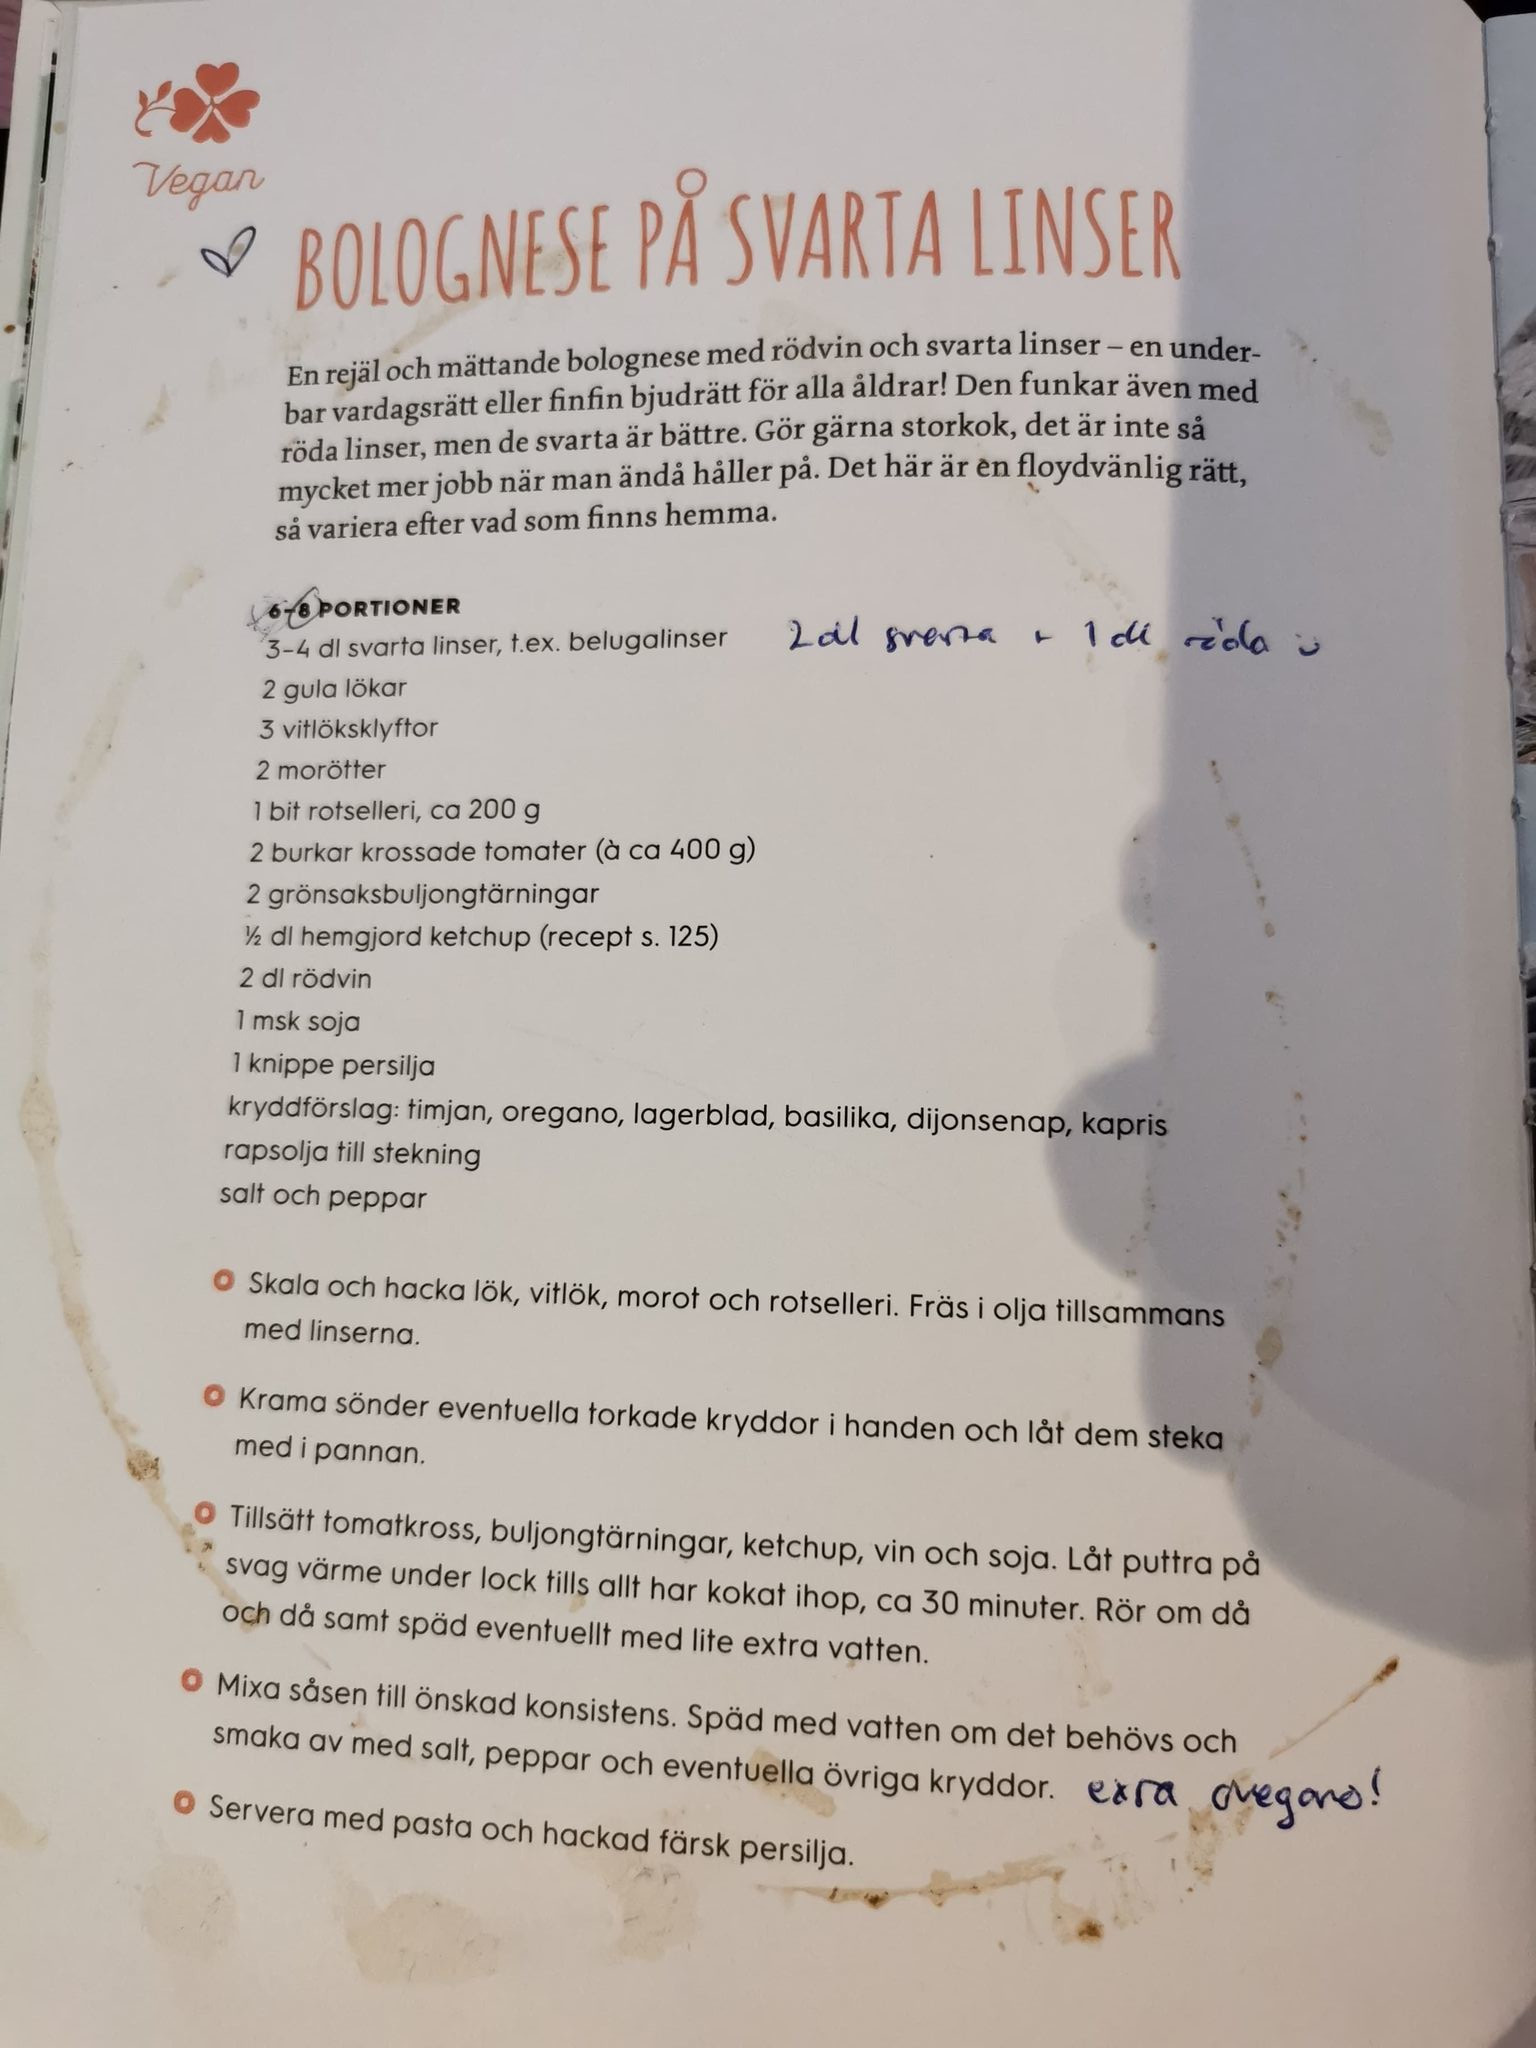 Vegan
BOLOGNESE PÅ SVARTA LINSER
En rejäl och mättande bolognese med rödvin och svarta linser – en under-
bar vardagsrätt eller finfin bjudrätt för alla åldrar! Den funkar även med
röda linser, men de svarta är bättre. Gör gärna storkok, det är inte så
mycket mer jobb när man ändå håller på. Det här är en floydvänlig rätt,
så variera efter vad som finns hemma.
6–8 PORTIONER
3–4 dl svarta linser, t.ex. belugalinser 2 dl svarta + 1 dl röda
2 gula lökar
3 vitlöksklyftor
2 morötter
1 bit rotselleri, ca 200 g
2 burkar krossade tomater (à ca 400 g)
2 grönsaksbuljongtärningar
½ dl hemgjord ketchup (recept s. 125)
2 dl rödvin
1 msk soja
1 knippe persilja
kryddförslag: timjan, oregano, lagerblad, basilika, dijonsenap, kapris
rapsolja till stekning
salt och peppar
Skala och hacka lök, vitlök, morot och rotselleri. Fräs i olja tillsammans
med linserna.
Krama sönder eventuella torkade kryddor i handen och låt dem steka
med i pannan.
Tillsätt tomatkross, buljongtärningar, ketchup, vin och soja. Låt puttra på
svag värme under lock tills allt har kokat ihop, ca 30 minuter. Rör om då
och då samt späd eventuellt med lite extra vatten.
Mixa såsen till önskad konsistens. Späd med vatten om det behövs och
smaka av med salt, peppar och eventuella övriga kryddor. exra oregano!
Servera med pasta och hackad färsk persilja.